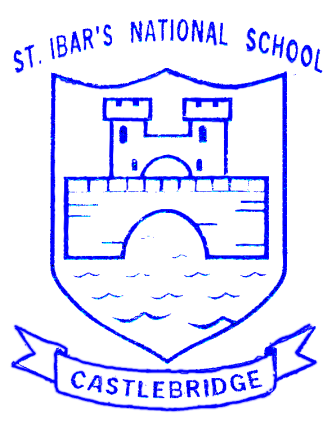 ST. IBAR'S NATIONAL SCHOOL
CASTLEBRIDGE